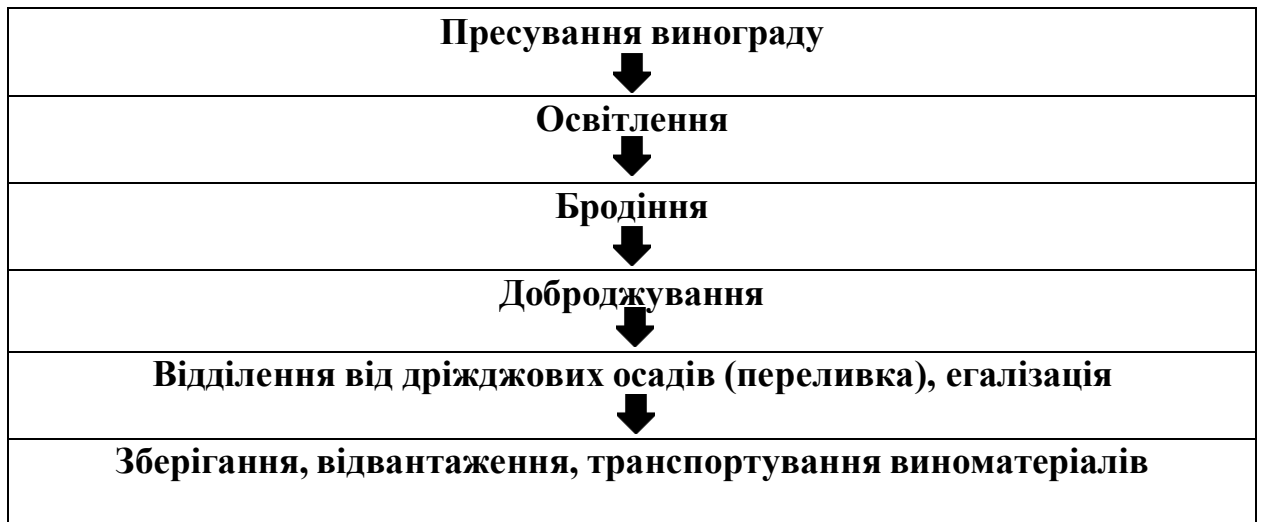 Пресування винограду
Освітлення
Бродіння
Доброджування
Відділення від дріжджових осадів (переливка), егалізація
Зберігання, відвантаження, транспортування виноматеріалів